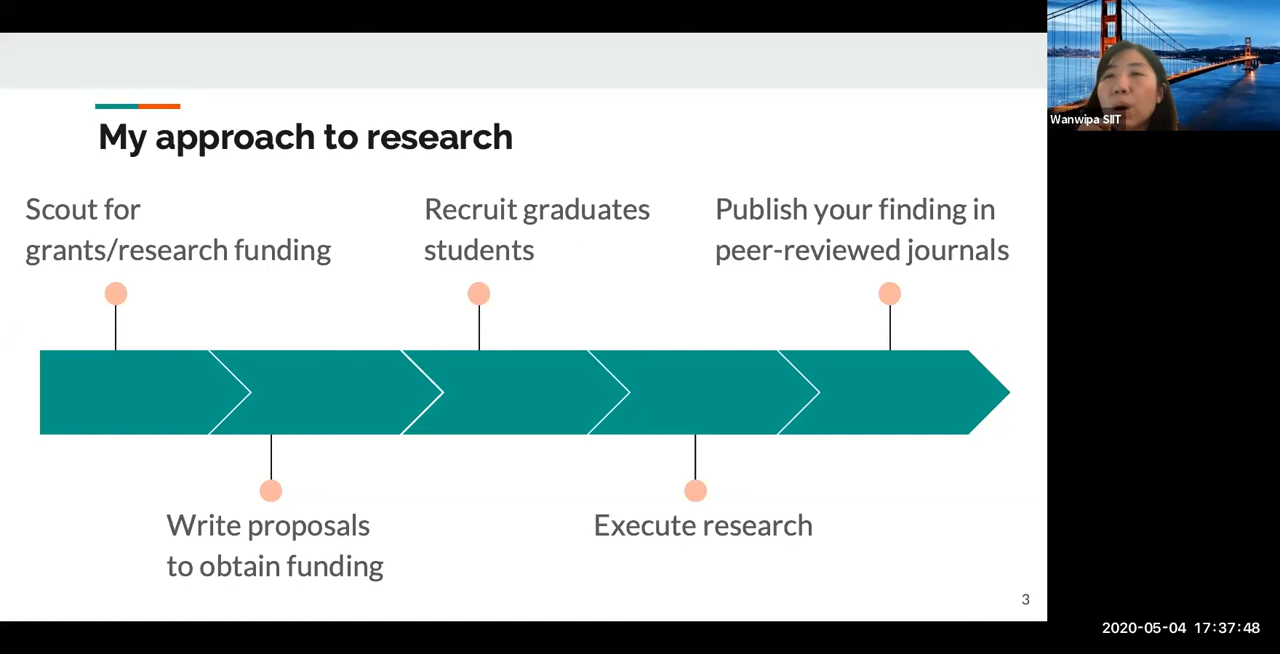 My approach to research
Scout for
grants/research funding
Recruit graduates
students
Publish your finding in
peer-reviewed journals
Write proposals
to obtain funding
Execute research
3
Wanwipa SIIT
2020-05-04 17:37:48